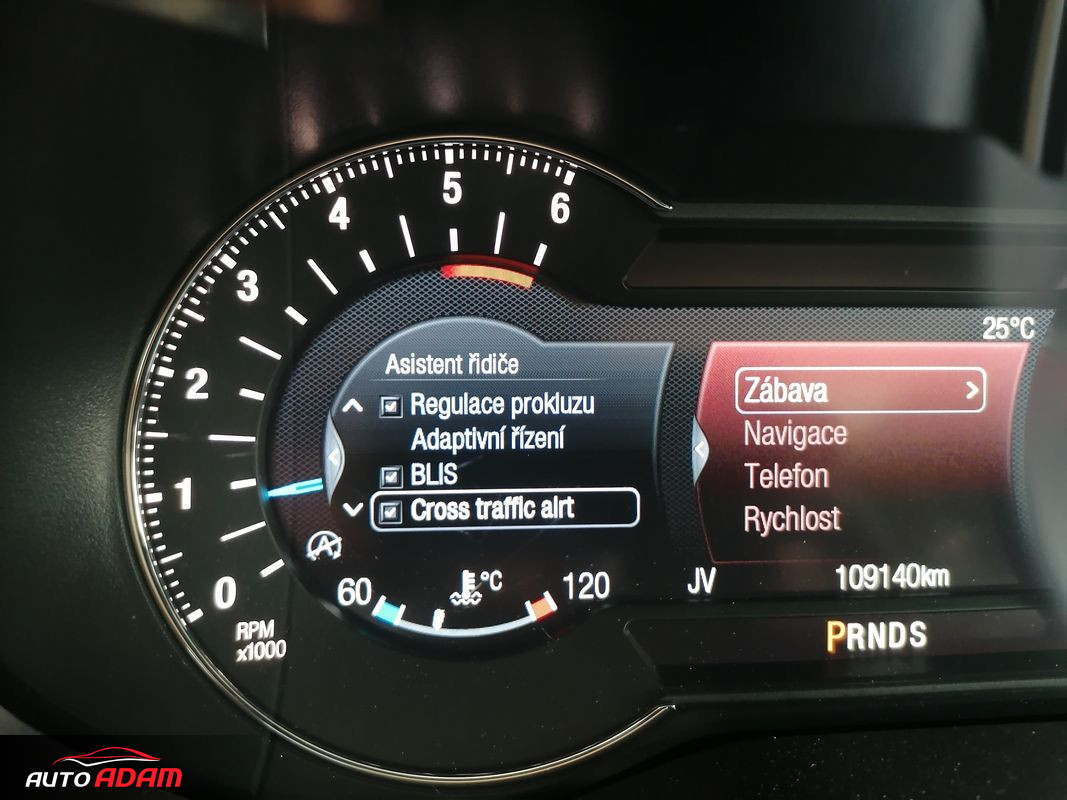 0
1
2
3
4
5
6
RPM
x1000
Asistent řidiče
Regulace prokluzu
Adaptivní řízení
BLIS
Cross traffic alrt
60
°C
120
25°C
Zábava
Navigace
Telefon
Rychlost
JV
109140km
PRNDS
AUTO ADAM